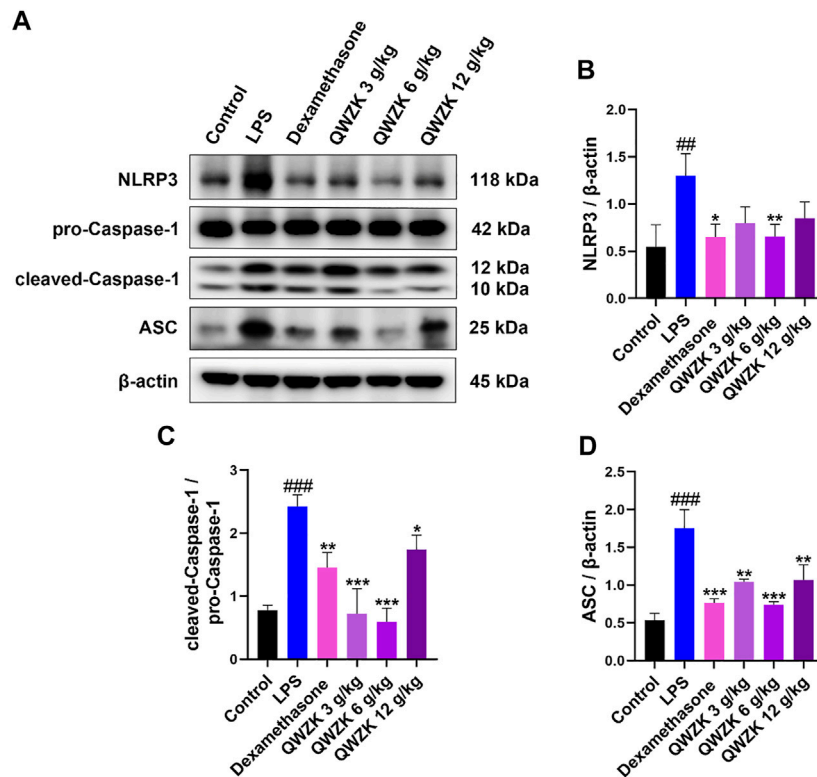 A
Control
LPS
Dexamethasone
QWZK 3 g/kg
QWZK 6 g/kg
QWZK 12 g/kg
NLRP3
118 kDa
pro-Caspase-1
42 kDa
cleaved-Caspase-1
12 kDa
10 kDa
ASC
25 kDa
β-actin
45 kDa
B
NLRP3 / β-actin
2.0
1.5
1.0
0.5
0.0
##
*
**
Control
LPS
Dexamethasone
QWZK 3 g/kg
QWZK 6 g/kg
QWZK 12 g/kg
C
cleaved-Caspase-1 /
pro-Caspase-1
3
2
1
0
###
**
***
***
*
Control
LPS
Dexamethasone
QWZK 3 g/kg
QWZK 6 g/kg
QWZK 12 g/kg
D
ASC / β-actin
2.5
2.0
1.5
1.0
0.5
0.0
###
***
**
***
**
Control
LPS
Dexamethasone
QWZK 3 g/kg
QWZK 6 g/kg
QWZK 12 g/kg